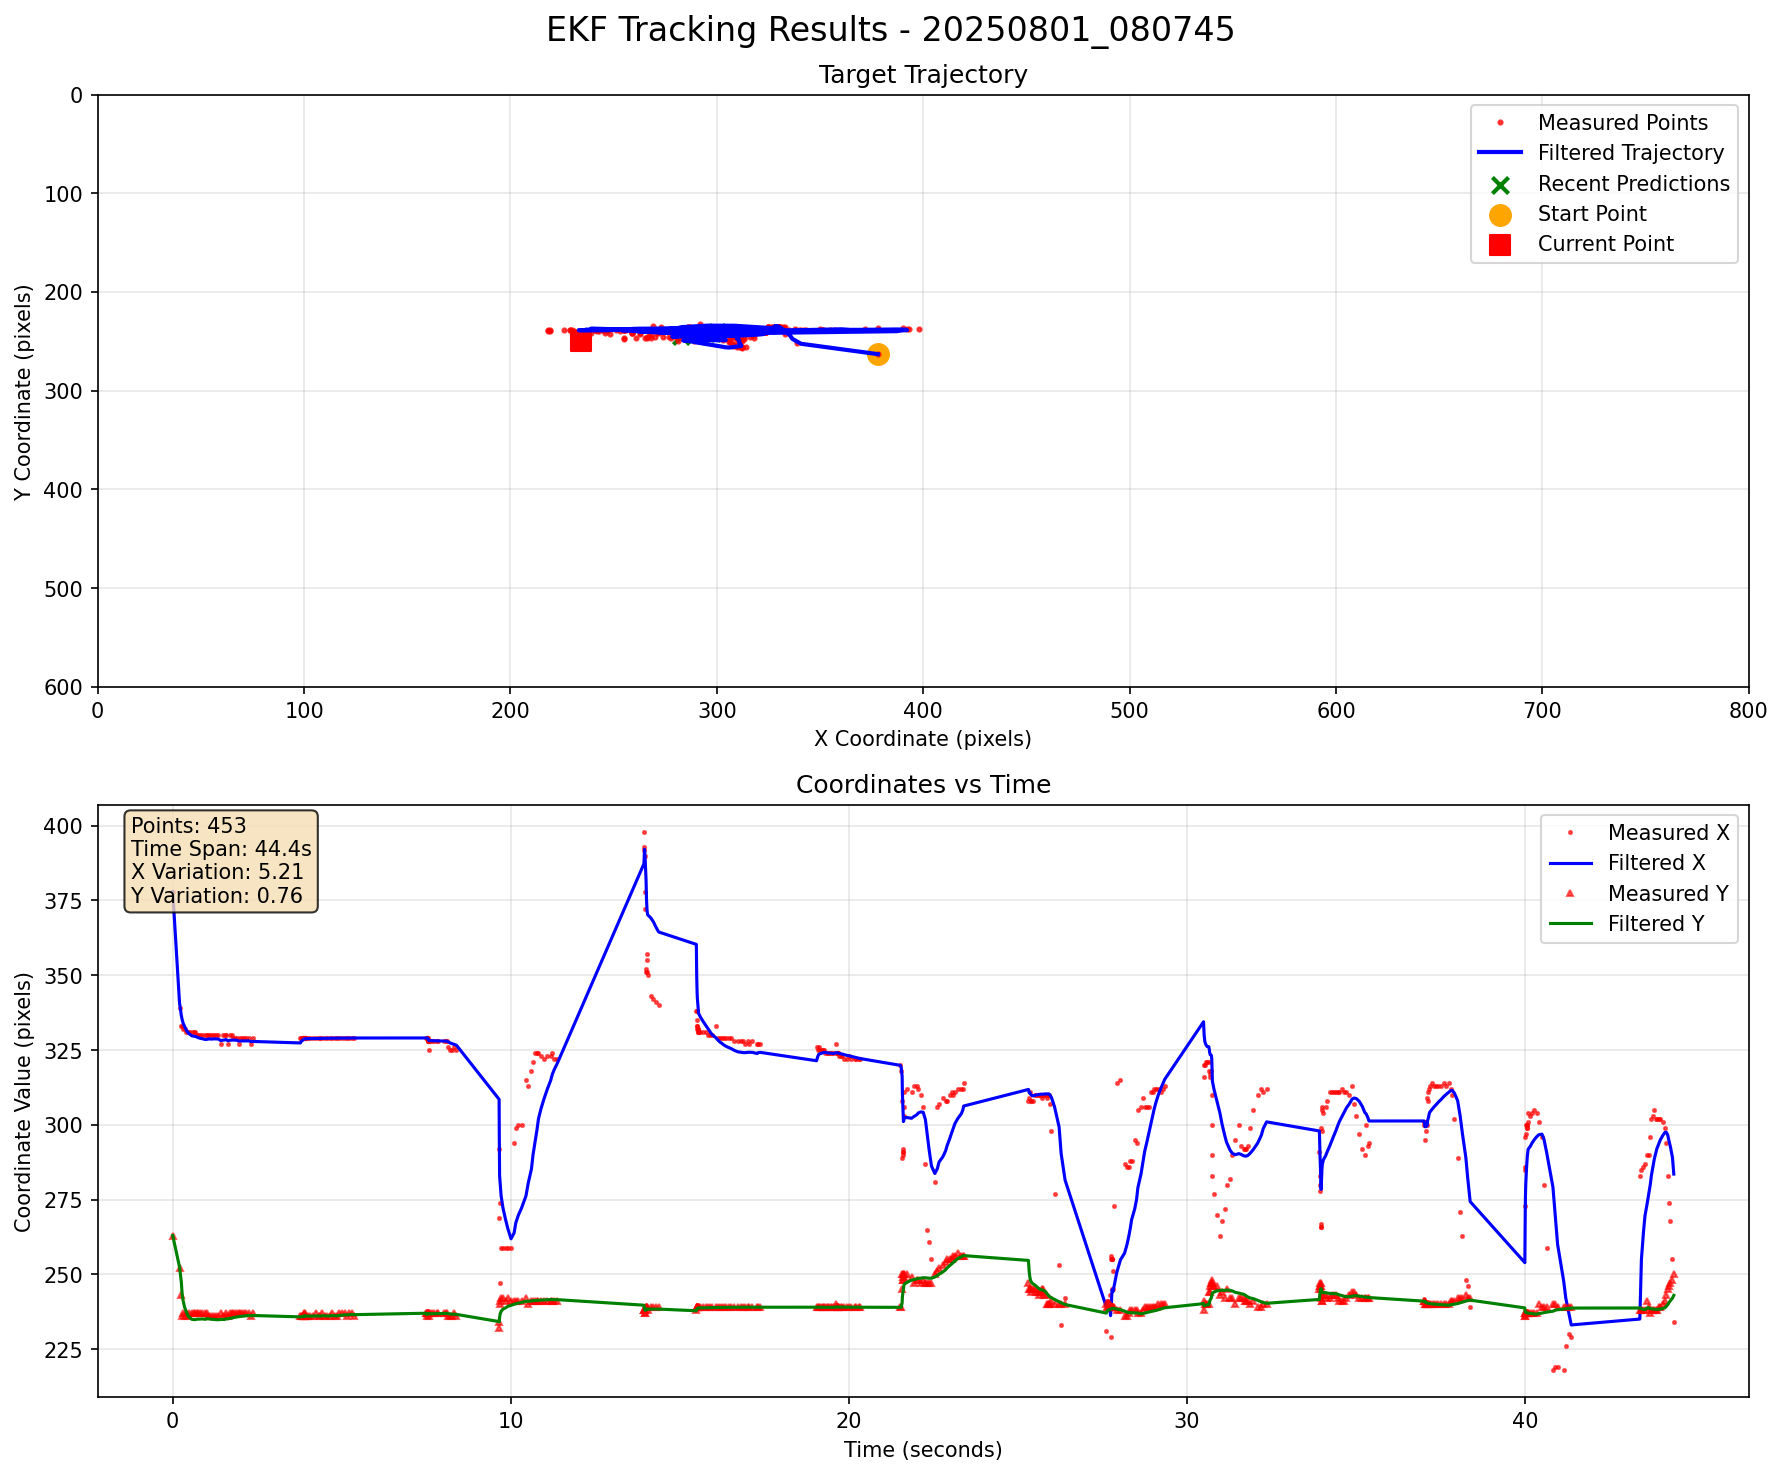 EKF Tracking Results - 20250801_080745
Target Trajectory
0
100
200
300
400
500
600
Y Coordinate (pixels)
Measured Points
Filtered Trajectory
Recent Predictions
Start Point
Current Point
0 100 200 300 400 500 600 700 800
X Coordinate (pixels)
Coordinates vs Time
400
375
350
325
300
275
250
225
Coordinate Value (pixels)
Points: 453
Time Span: 44.4s
X Variation: 5.21
Y Variation: 0.76
Measured X
Filtered X
Measured Y
Filtered Y
0 10 20 30 40
Time (seconds)